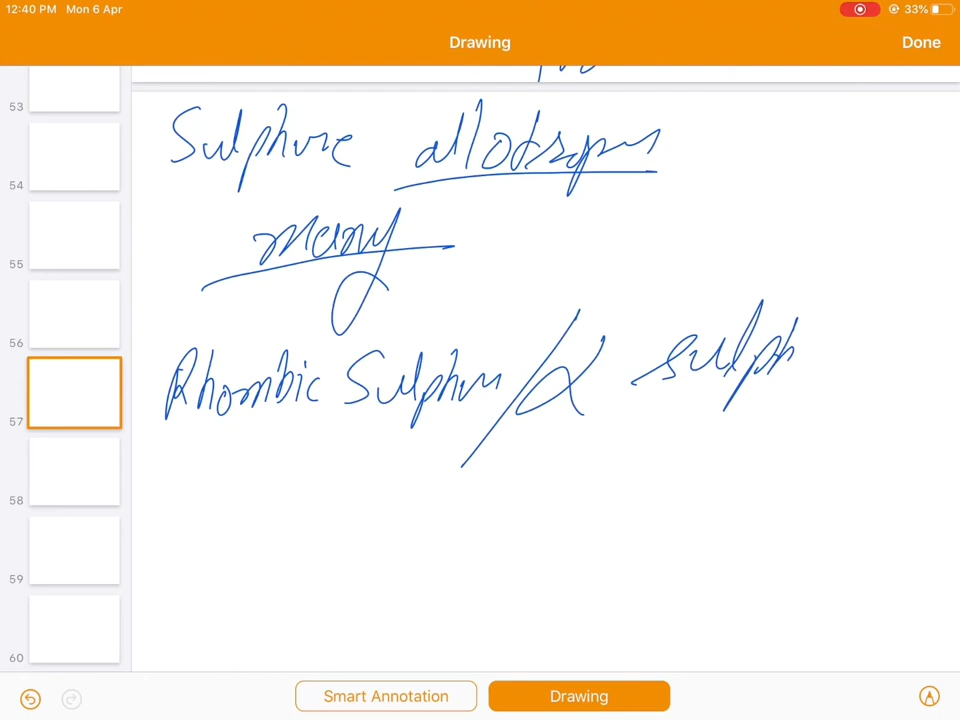 12:40 PM Mon 6 Apr
33%
Drawing
Done
53
54
55
56
57
58
59
60
Sulphure allotrpus
many
Rhombic Sulphur / α sulph
Smart Annotation
Drawing